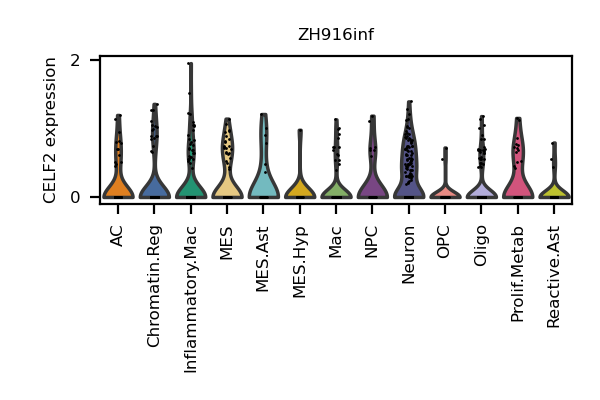 ZH916inf
CELF2 expression
2
0
AC
Chromatin.Reg
Inflammatory.Mac
MES
MES.Ast
MES.Hyp
Mac
NPC
Neuron
OPC
Oligo
Prolif.Metab
Reactive.Ast